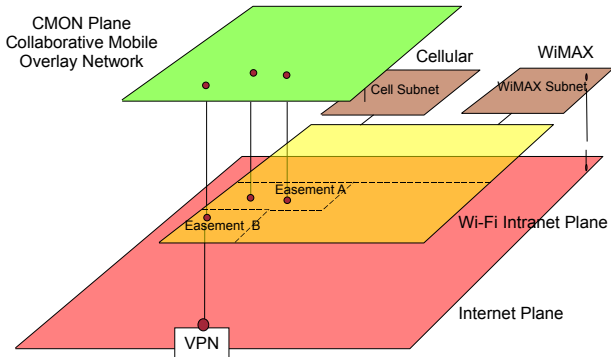 CMON Plane
Collaborative Mobile
Overlay Network
Cellular
WiMAX
Cell Subnet
WiMAX Subnet
Easement A
Easement B
Wi-Fi Intranet Plane
Internet Plane
VPN